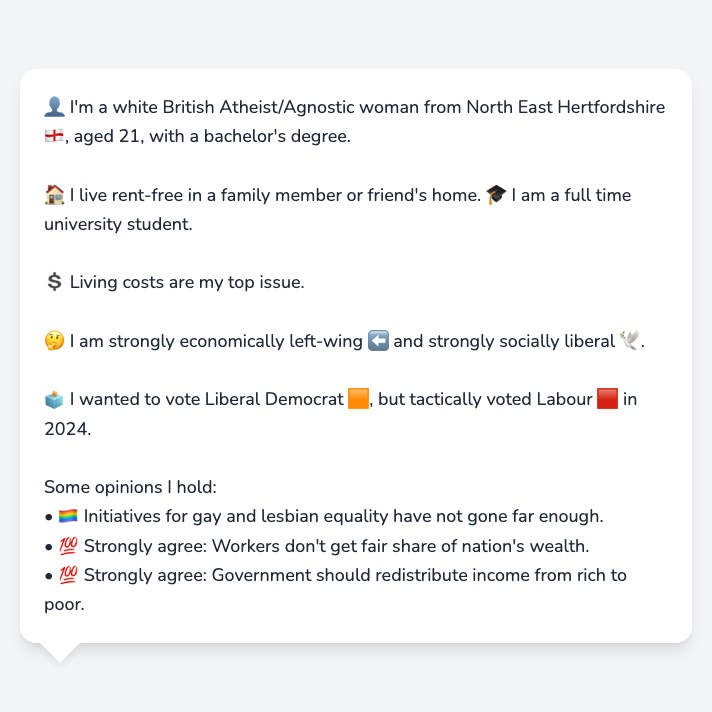 👤 I'm a white British Atheist/Agnostic woman from North East Hertfordshire
🏴󠁧󠁢󠁥󠁮󠁧󠁿, aged 21, with a bachelor's degree.
🏠 I live rent-free in a family member or friend's home. 🎓 I am a full time
university student.
💲 Living costs are my top issue.
🤔 I am strongly economically left-wing ⬅️ and strongly socially liberal 🕊️.
🗳️ I wanted to vote Liberal Democrat 🟧, but tactically voted Labour 🟥 in
2024.
Some opinions I hold:
• 🏳️‍🌈 Initiatives for gay and lesbian equality have not gone far enough.
• 💯 Strongly agree: Workers don't get fair share of nation's wealth.
• 💯 Strongly agree: Government should redistribute income from rich to
poor.